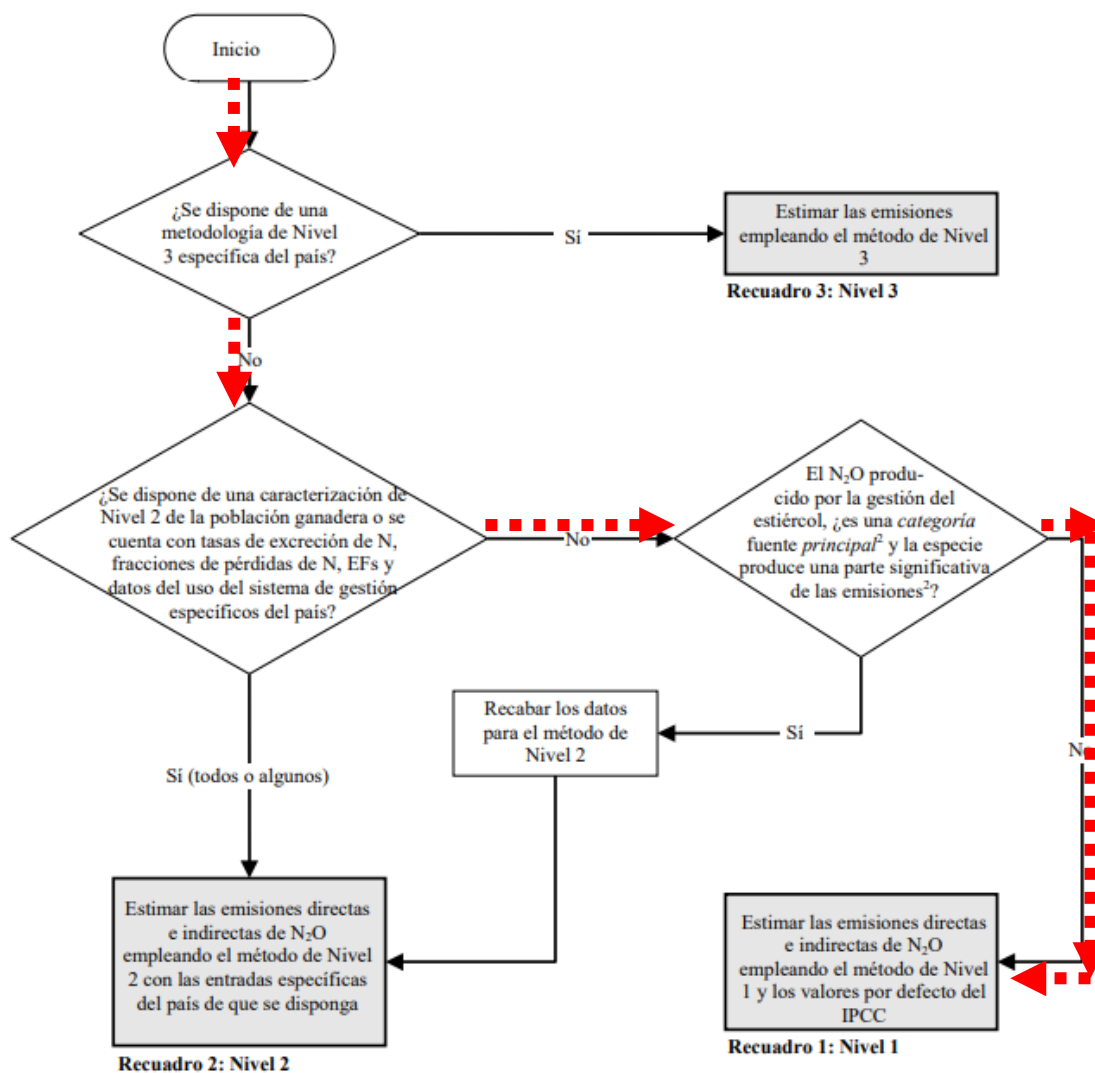 Inicio
¿Se dispone de una
metodología de Nivel
3 específica del país?
Sí
Estimar las emisiones
empleando el método de Nivel
3
Recuadro 3: Nivel 3
No
¿Se dispone de una caracterización de
Nivel 2 de la población ganadera o se
cuenta con tasas de excreción de N,
fracciones de pérdidas de N, EFs y
datos del uso del sistema de gestión
específicos del país?
No
El N₂O produ-
cido por la gestión del
estiércol, ¿es una categoría
fuente principal² y la especie
produce una parte significativa
de las emisiones²?
Recabar los datos
para el método de
Nivel 2
Sí
No
Sí (todos o algunos)
Estimar las emisiones directas
e indirectas de N₂O
empleando el método de Nivel
2 con las entradas específicas
del país de que se disponga
Recuadro 2: Nivel 2
Estimar las emisiones directas
e indirectas de N₂O
empleando el método de Nivel
1 y los valores por defecto del
IPCC
Recuadro 1: Nivel 1